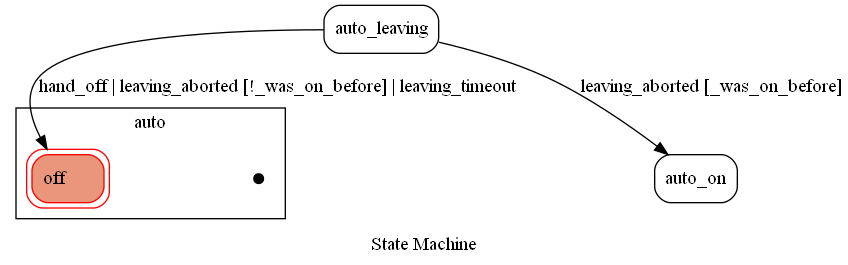 auto_leaving
hand_off | leaving_aborted [!_was_on_before] | leaving_timeout
leaving_aborted [_was_on_before]
auto
off
auto_on
State Machine